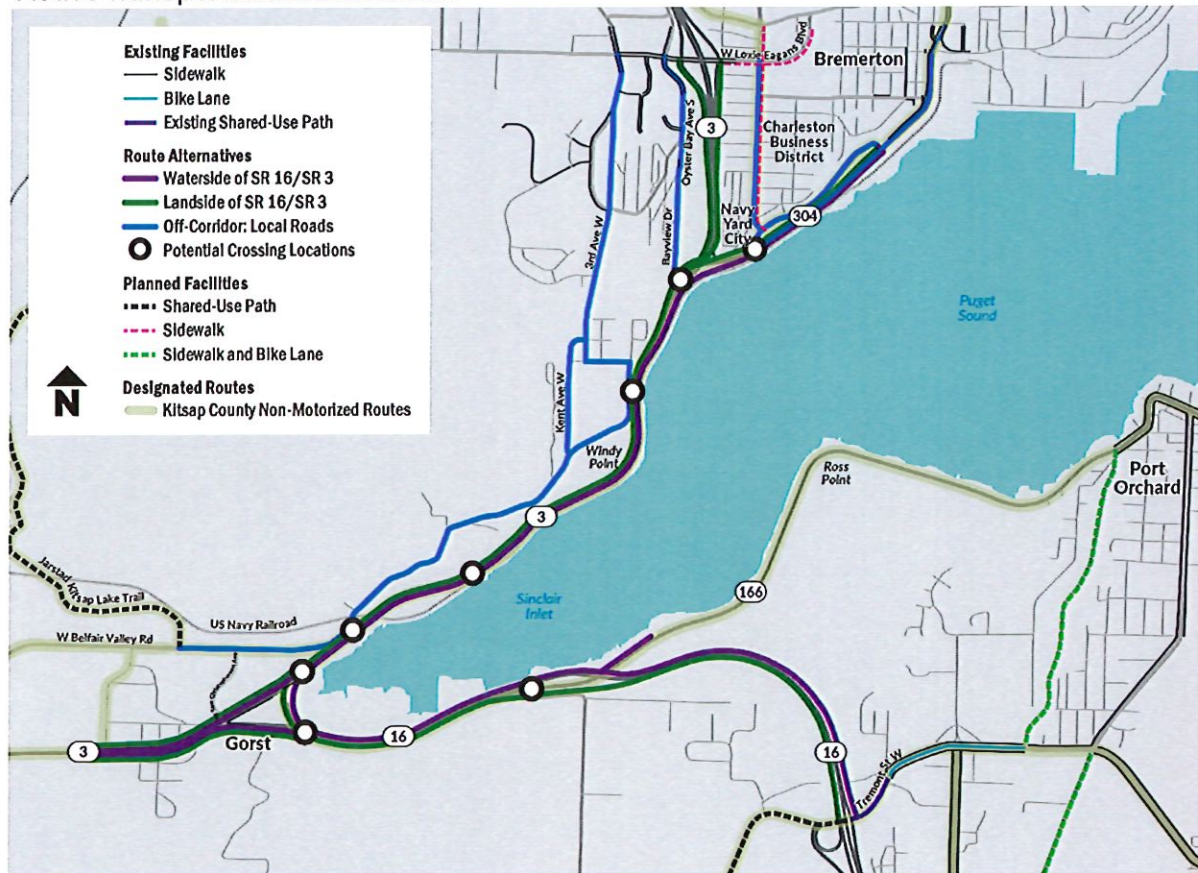 Existing Facilities
Sidewalk
Bike Lane
Existing Shared-Use Path
Route Alternatives
Waterside of SR 16/SR 3
Landside of SR 16/SR 3
Off-Corridor: Local Roads
Potential Crossing Locations
Planned Facilities
Shared-Use Path
Sidewalk
Sidewalk and Bike Lane
Designated Routes
Kitsap County Non-Motorized Routes
N
W Loxie Eagans Blvd
Bremerton
Oyster Bay Ave S
3
Charleston
Business
District
3rd Ave W
Bayview Dr
Navy
Yard
City
304
Puget
Sound
Kent Ave W
Windy
Point
Ross
Point
Port
Orchard
3
Jarstad Kitsap Lake Trail
US Navy Railroad
Sinclair
Inlet
166
W Belfair Valley Rd
3
Gorst
16
16
Tremont St W